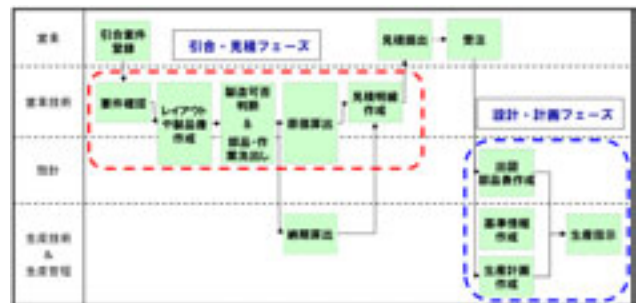 営業
引合案件
登録
引合・見積フェーズ
見積提出
受注
営業技術
案件確認
レイアウト
や製品種
作成
製造可否
判断
&
部品・作
業洗出し
原価算出
見積明細
作成
設計・計画フェーズ
設計
出図
部品表作成
生産技術
&
生産管理
納期算出
基準情報
作成
生産計画
作成
生産指示